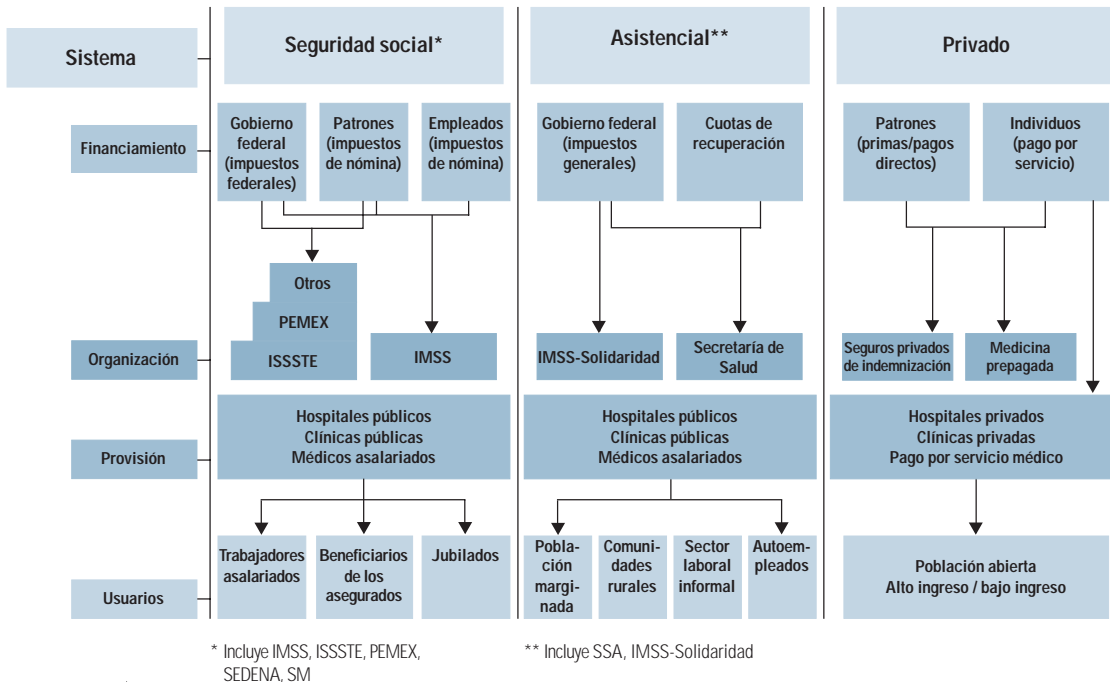 Sistema
Seguridad social*
Asistencial**
Privado
Financiamiento
Gobierno
federal
(impuestos
federales)
Patrones
(impuestos
de nómina)
Empleados
(impuestos
de nómina)
Gobierno federal
(impuestos
generales)
Cuotas de
recuperación
Patrones
(primas/pagos
directos)
Individuos
(pago por
servicio)
Organización
Otros
PEMEX
ISSSTE
IMSS
IMSS-Solidaridad
Secretaría de
Salud
Seguros privados
de indemnización
Medicina
prepagada
Provisión
Hospitales públicos
Clínicas públicas
Médicos asalariados
Hospitales públicos
Clínicas públicas
Médicos asalariados
Hospitales privados
Clínicas privadas
Pago por servicio médico
Usuarios
Trabajadores
asalariados
Beneficiarios
de los
asegurados
Jubilados
Pobla-
ción
margi-
nada
Comuni-
dades
rurales
Sector
laboral
informal
Autoem-
pleados
Población abierta
Alto ingreso / bajo ingreso
* Incluye IMSS, ISSSTE, PEMEX,
SEDENA, SM
** Incluye SSA, IMSS-Solidaridad